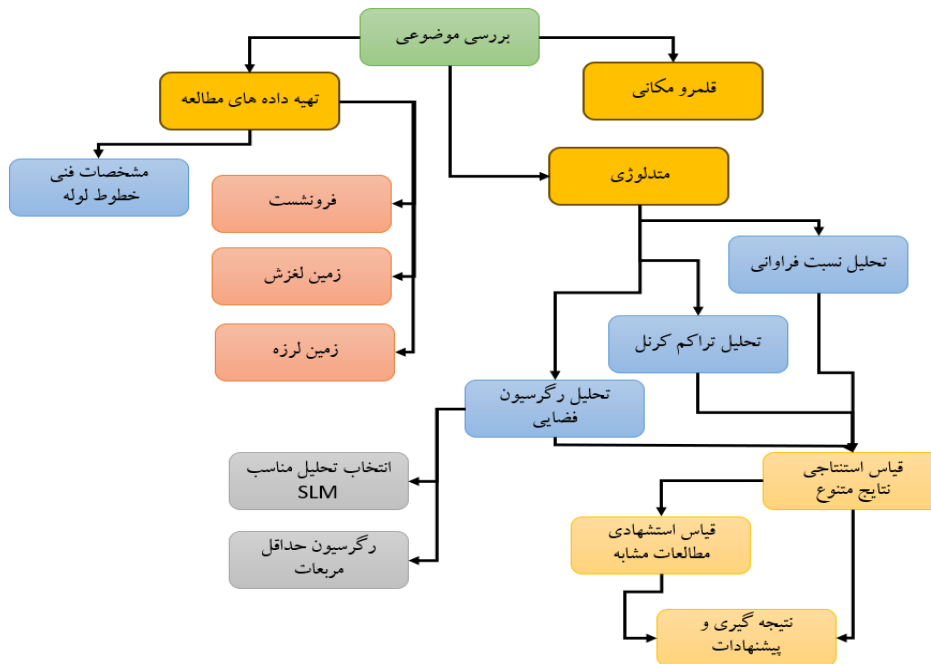 بررسی موضوعی
قلمرو مکانی
تهیه داده های مطالعه
متدلوژی
مشخصات فنی
خطوط لوله
فرونشست
زمین لغزش
زمین لرزه
تحلیل نسبت فراوانی
تحلیل تراکم کرنل
تحلیل رگرسیون
فضایی
انتخاب تحلیل مناسب
SLM
رگرسیون حداقل
مربعات
قیاس استنتاجی
نتایج متنوع
قیاس استشهادی
مطالعات مشابه
نتیجه گیری و
پیشنهادات